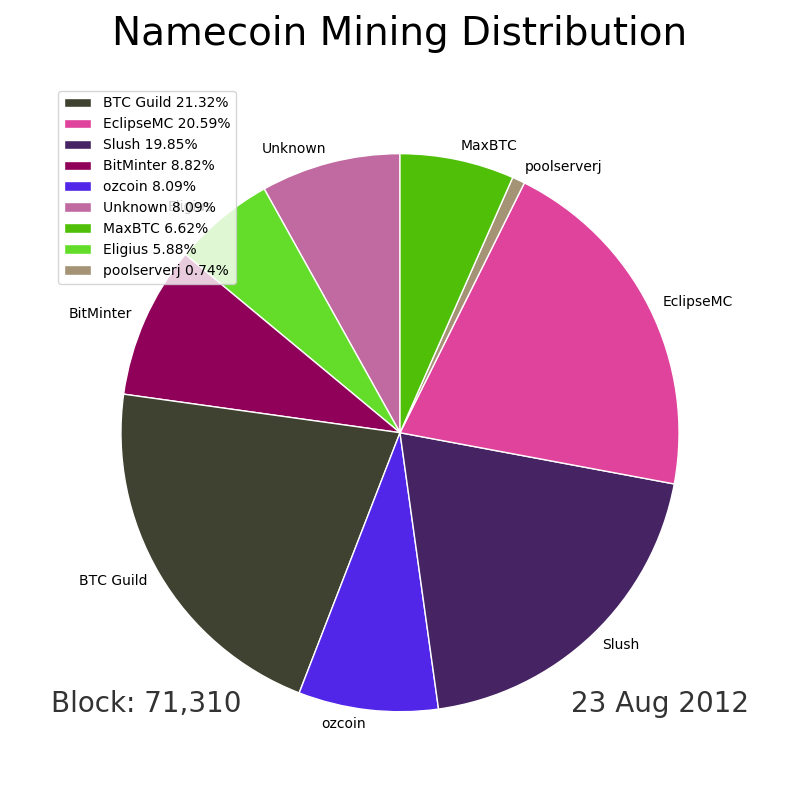 Namecoin Mining Distribution
BTC Guild 21.32%
EclipseMC 20.59%
Slush 19.85%
BitMinter 8.82%
ozcoin 8.09%
Unknown 8.09%
MaxBTC 6.62%
Eligius 5.88%
poolserverj 0.74%
Unknown
MaxBTC
poolserverj
EclipseMC
BitMinter
BTC Guild
Slush
ozcoin
Block: 71,310
23 Aug 2012